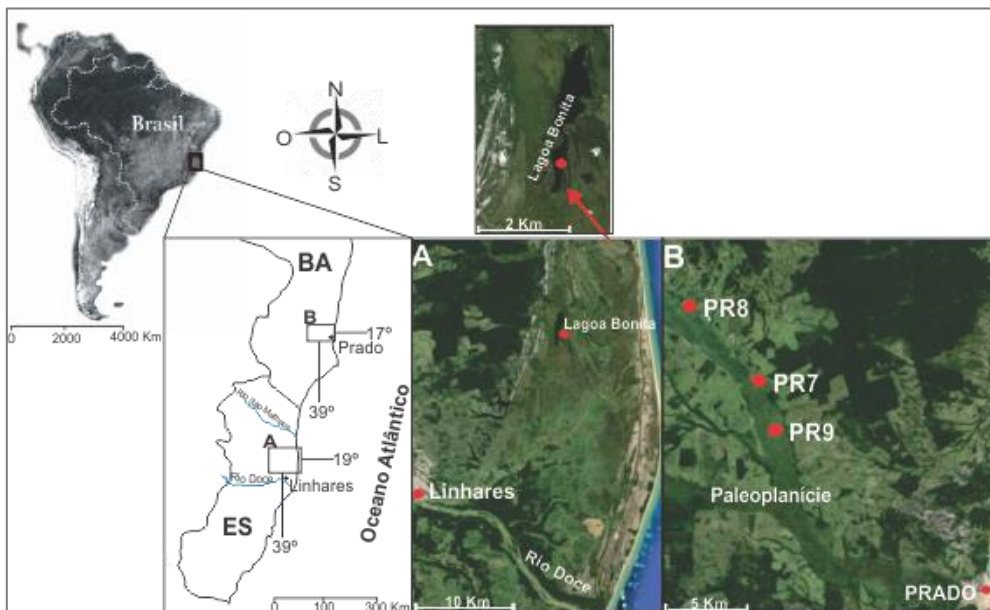 Brasil
0 2000 4000 Km
N
O L
S
Lagoa Bonita
2 Km
BA
B
17º
Prado
39º
Rio São Mateus
A
19º
Rio Doce
Linhares
ES
39º
Oceano Atlântico
0 100 300 Km
A
Lagoa Bonita
Linhares
Rio Doce
10 Km
B
PR8
PR7
PR9
Paleoplanície
PRADO
5 Km